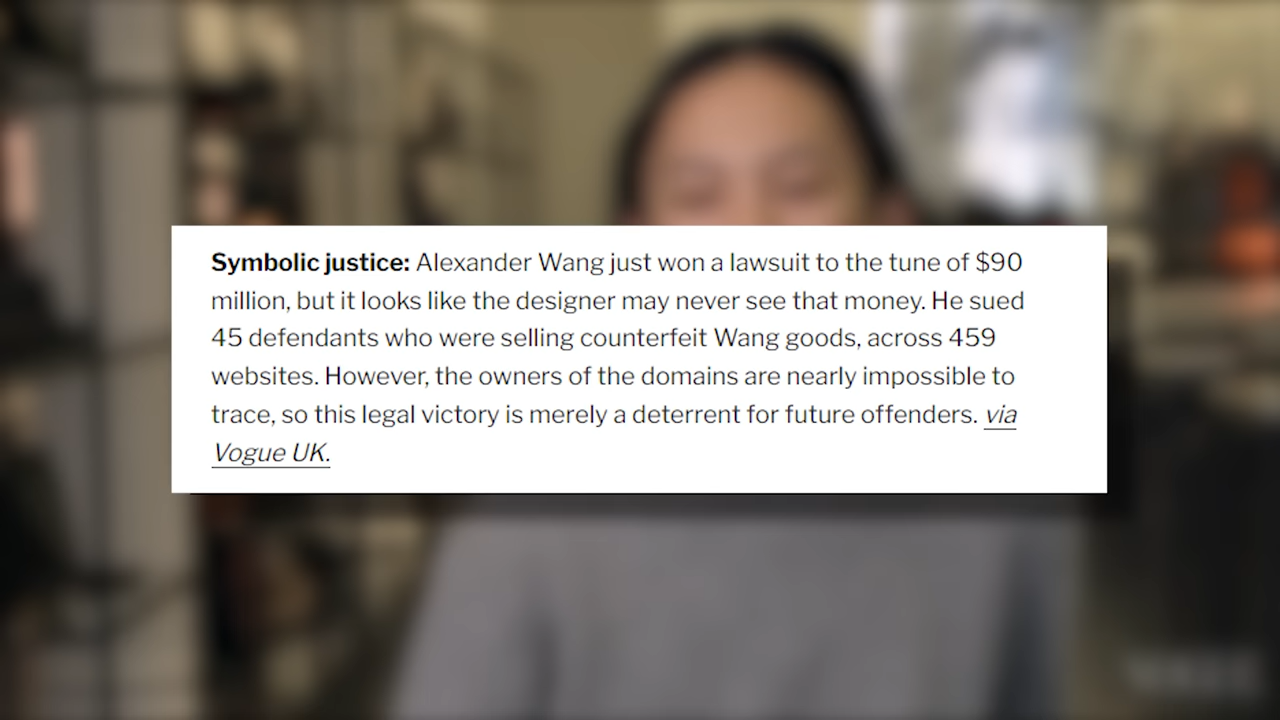 Symbolic justice: Alexander Wang just won a lawsuit to the tune of $90
million, but it looks like the designer may never see that money. He sued
45 defendants who were selling counterfeit Wang goods, across 459
websites. However, the owners of the domains are nearly impossible to
trace, so this legal victory is merely a deterrent for future offenders. via
Vogue UK.